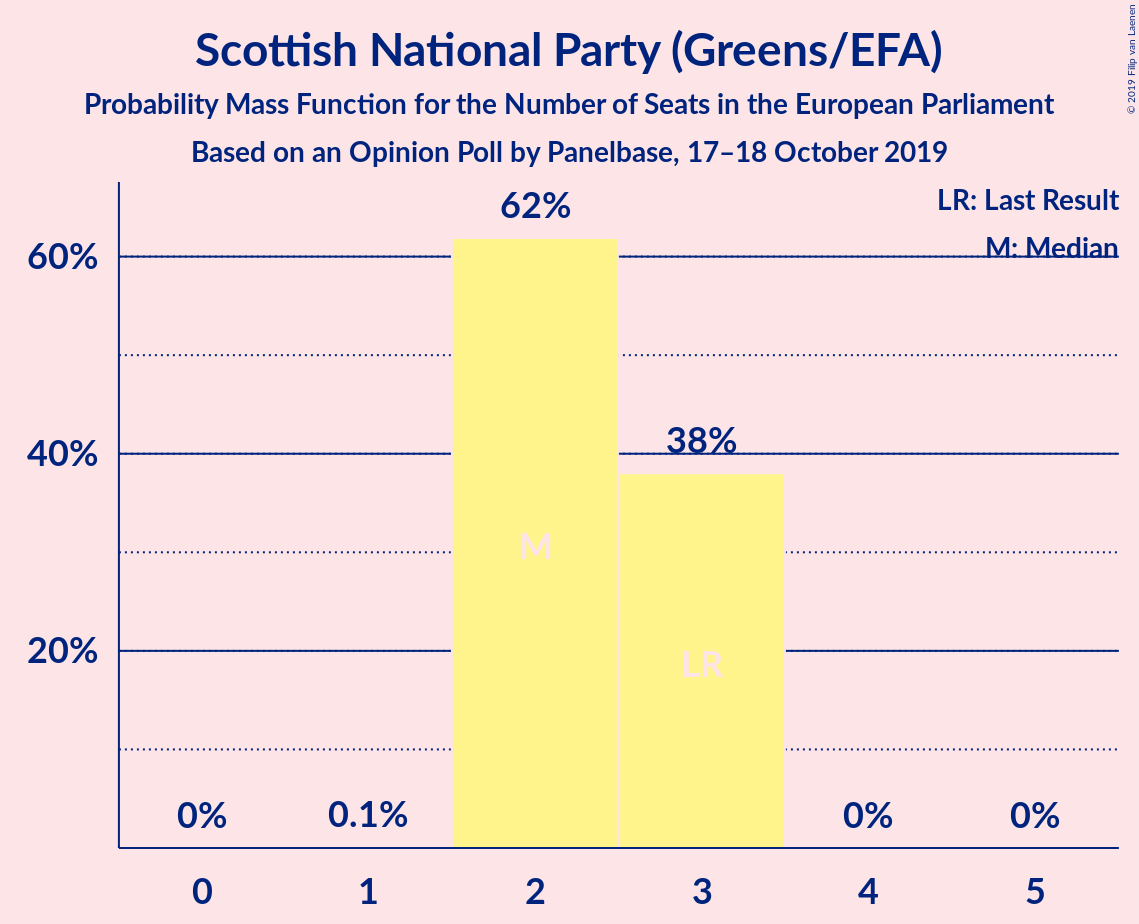 Scottish National Party (Greens/EFA)
Probability Mass Function for the Number of Seats in the European Parliament
Based on an Opinion Poll by Panelbase, 17–18 October 2019
© 2019 Filip van Laenen
LR: Last Result
M: Median
60%
40%
20%
62%
38%
M
LR
0%
0.1%
0%
0%
0
1
2
3
4
5